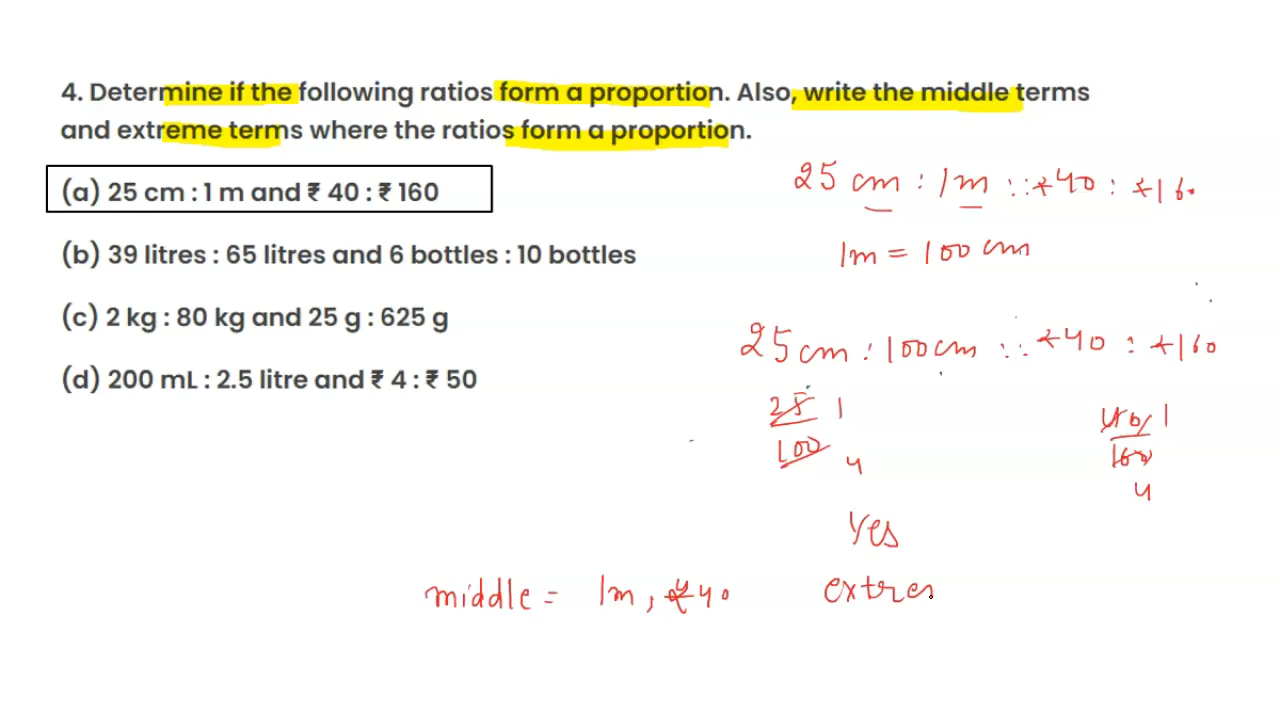 4. Determine if the following ratios form a proportion. Also, write the middle terms
and extreme terms where the ratios form a proportion.
(a) 25 cm : 1 m and ₹ 40 : ₹ 160
(b) 39 litres : 65 litres and 6 bottles : 10 bottles
(c) 2 kg : 80 kg and 25 g : 625 g
(d) 200 mL : 2.5 litre and ₹ 4 : ₹ 50
25 cm : 1m :: ₹40 : ₹160
1m = 100 cm
25 cm : 100 cm :: ₹40 : ₹160
25 1
100 4
40 1
160
4
Yes
middle = 1m, ₹40 extre